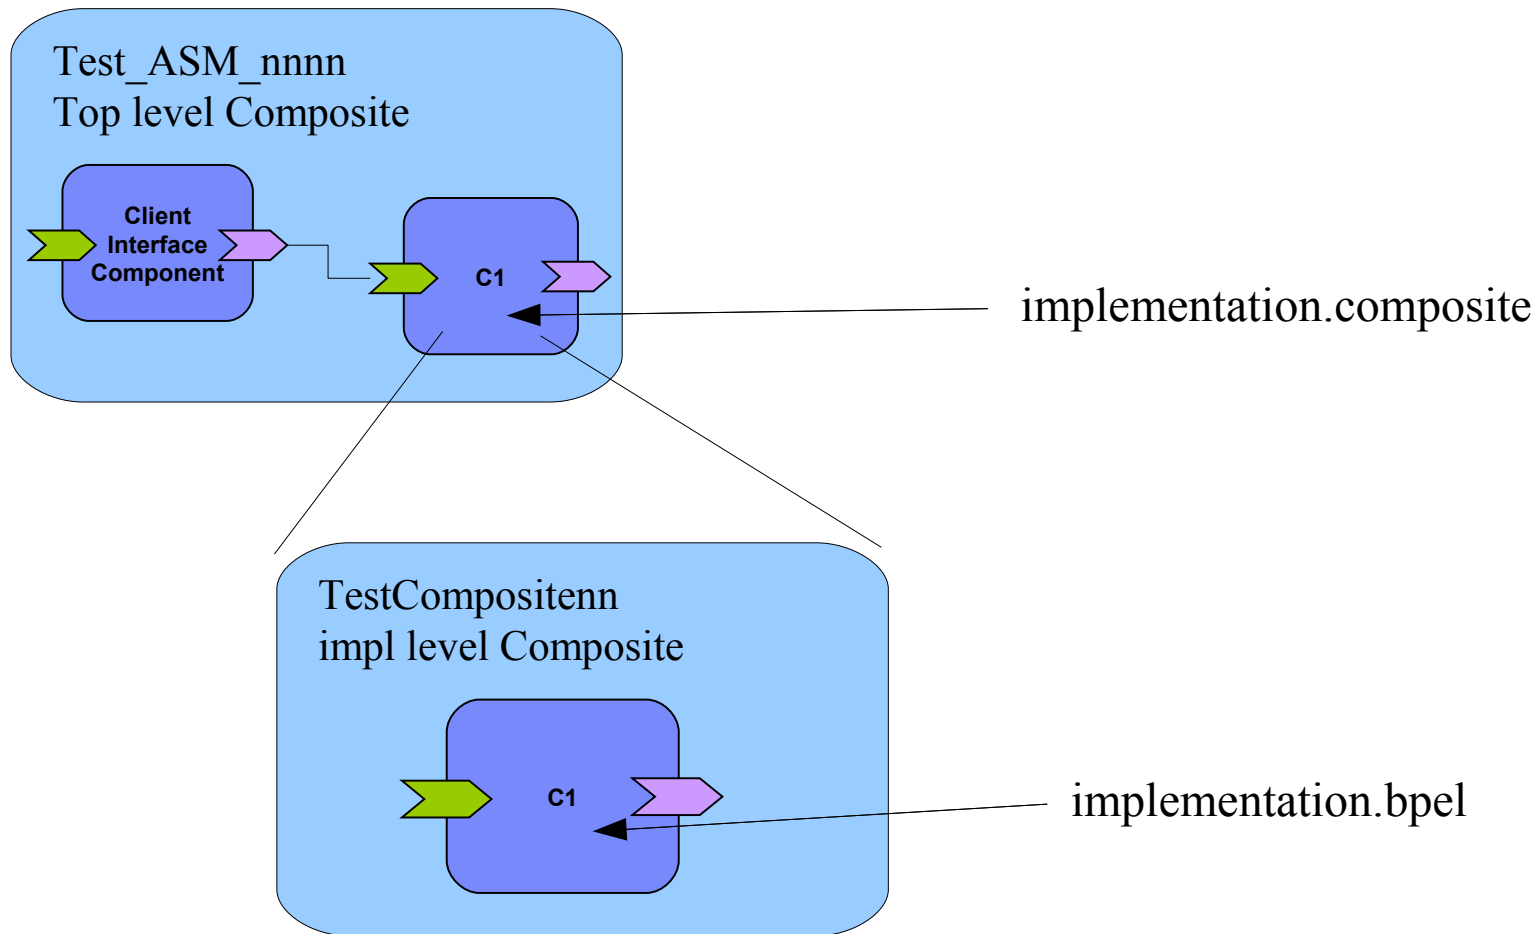 Test_ASM_nnnn
Top level Composite
Client
Interface
Component
C1
implementation.composite
TestCompositenn
impl level Composite
C1
implementation.bpel